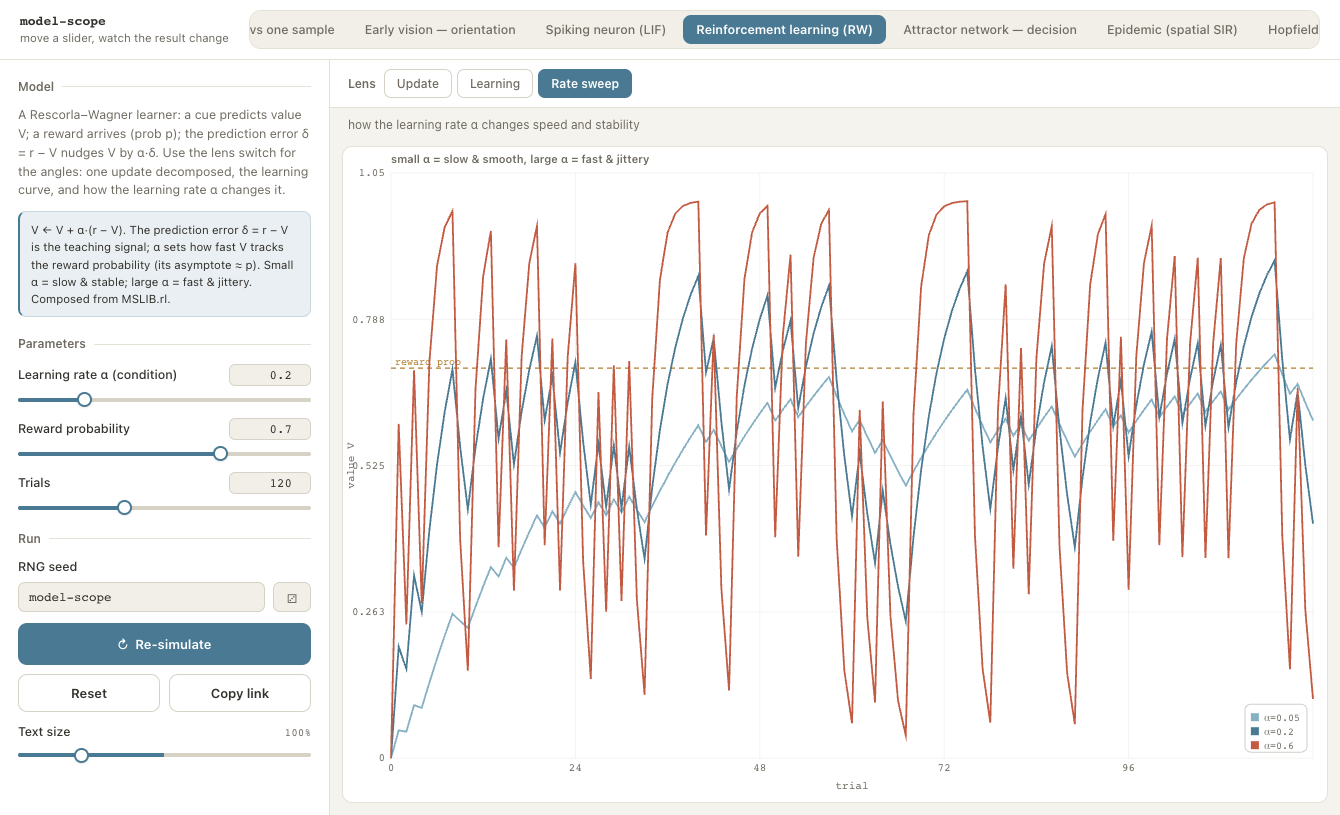 model-scope
move a slider, watch the result change
vs one sample
Early vision — orientation
Spiking neuron (LIF)
Reinforcement learning (RW)
Attractor network — decision
Epidemic (spatial SIR)
Hopfield
Model
A Rescorla–Wagner learner: a cue predicts value
V; a reward arrives (prob p); the prediction error δ
= r − V nudges V by α·δ. Use the lens switch for
the angles: one update decomposed, the learning
curve, and how the learning rate α changes it.
V ← V + α·(r − V). The prediction error δ = r − V
is the teaching signal; α sets how fast V tracks
the reward probability (its asymptote ≈ p). Small
α = slow & stable; large α = fast & jittery.
Composed from MSLIB.rl.
Parameters
Learning rate α (condition)
0.2
Reward probability
0.7
Trials
120
Run
RNG seed
model-scope
⚂
↻ Re-simulate
Reset
Copy link
Text size
100%
Lens
Update
Learning
Rate sweep
how the learning rate α changes speed and stability
small α = slow & smooth, large α = fast & jittery
1.05
0.788
0.525
0.263
0
value V
reward prob
0
24
48
72
96
trial
α=0.05
α=0.2
α=0.6